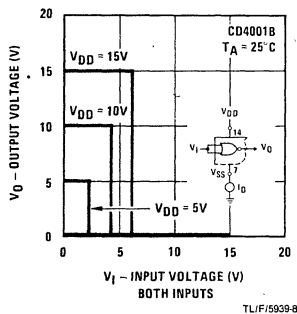 CD4001B
T_A = 25°C
V_DD = 15V
V_DD = 10V
V_DD = 5V
V_DD
14
V_I
V_O
V_SS
7
I_D
20
15
10
5
0
V_O – OUTPUT VOLTAGE (V)
0
5
10
15
20
V_I – INPUT VOLTAGE (V)
BOTH INPUTS
TL/F/5939-8